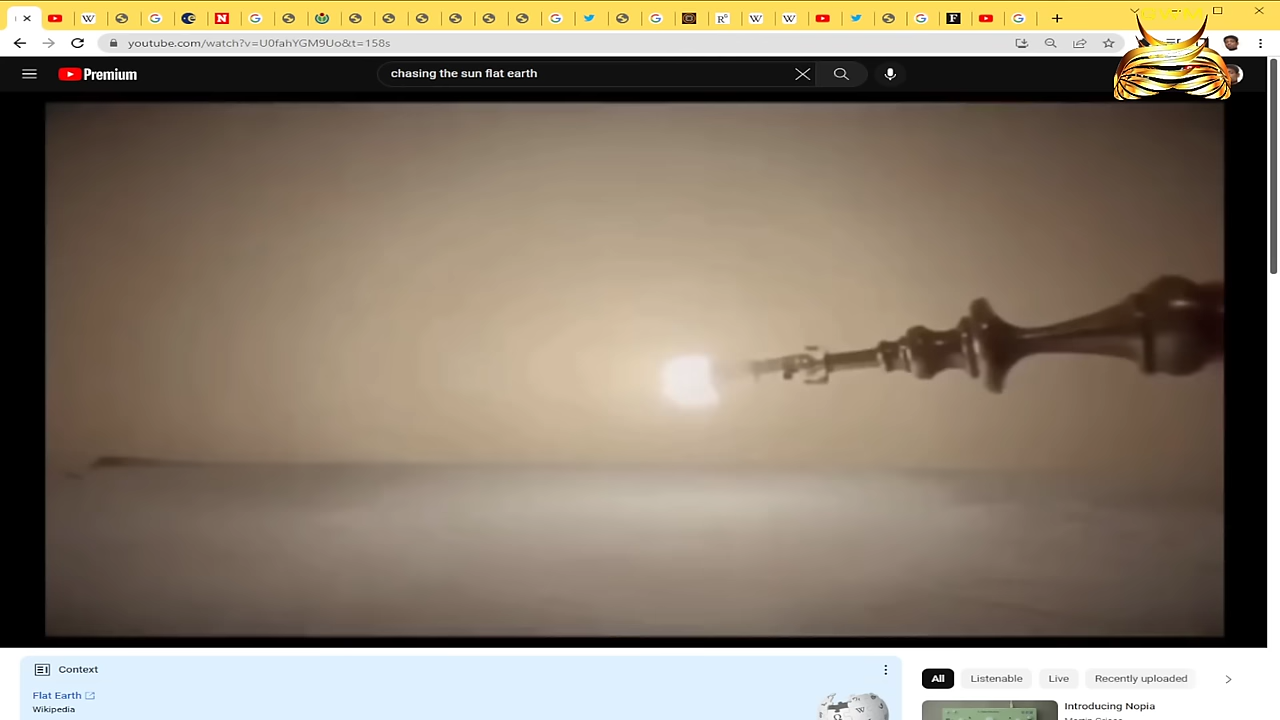 youtube.com/watch?v=U0fahYGM9Uo&t=158s
Premium
chasing the sun flat earth
Context
Flat Earth
Wikipedia
All
Listenable
Live
Recently uploaded
Introducing Nopia